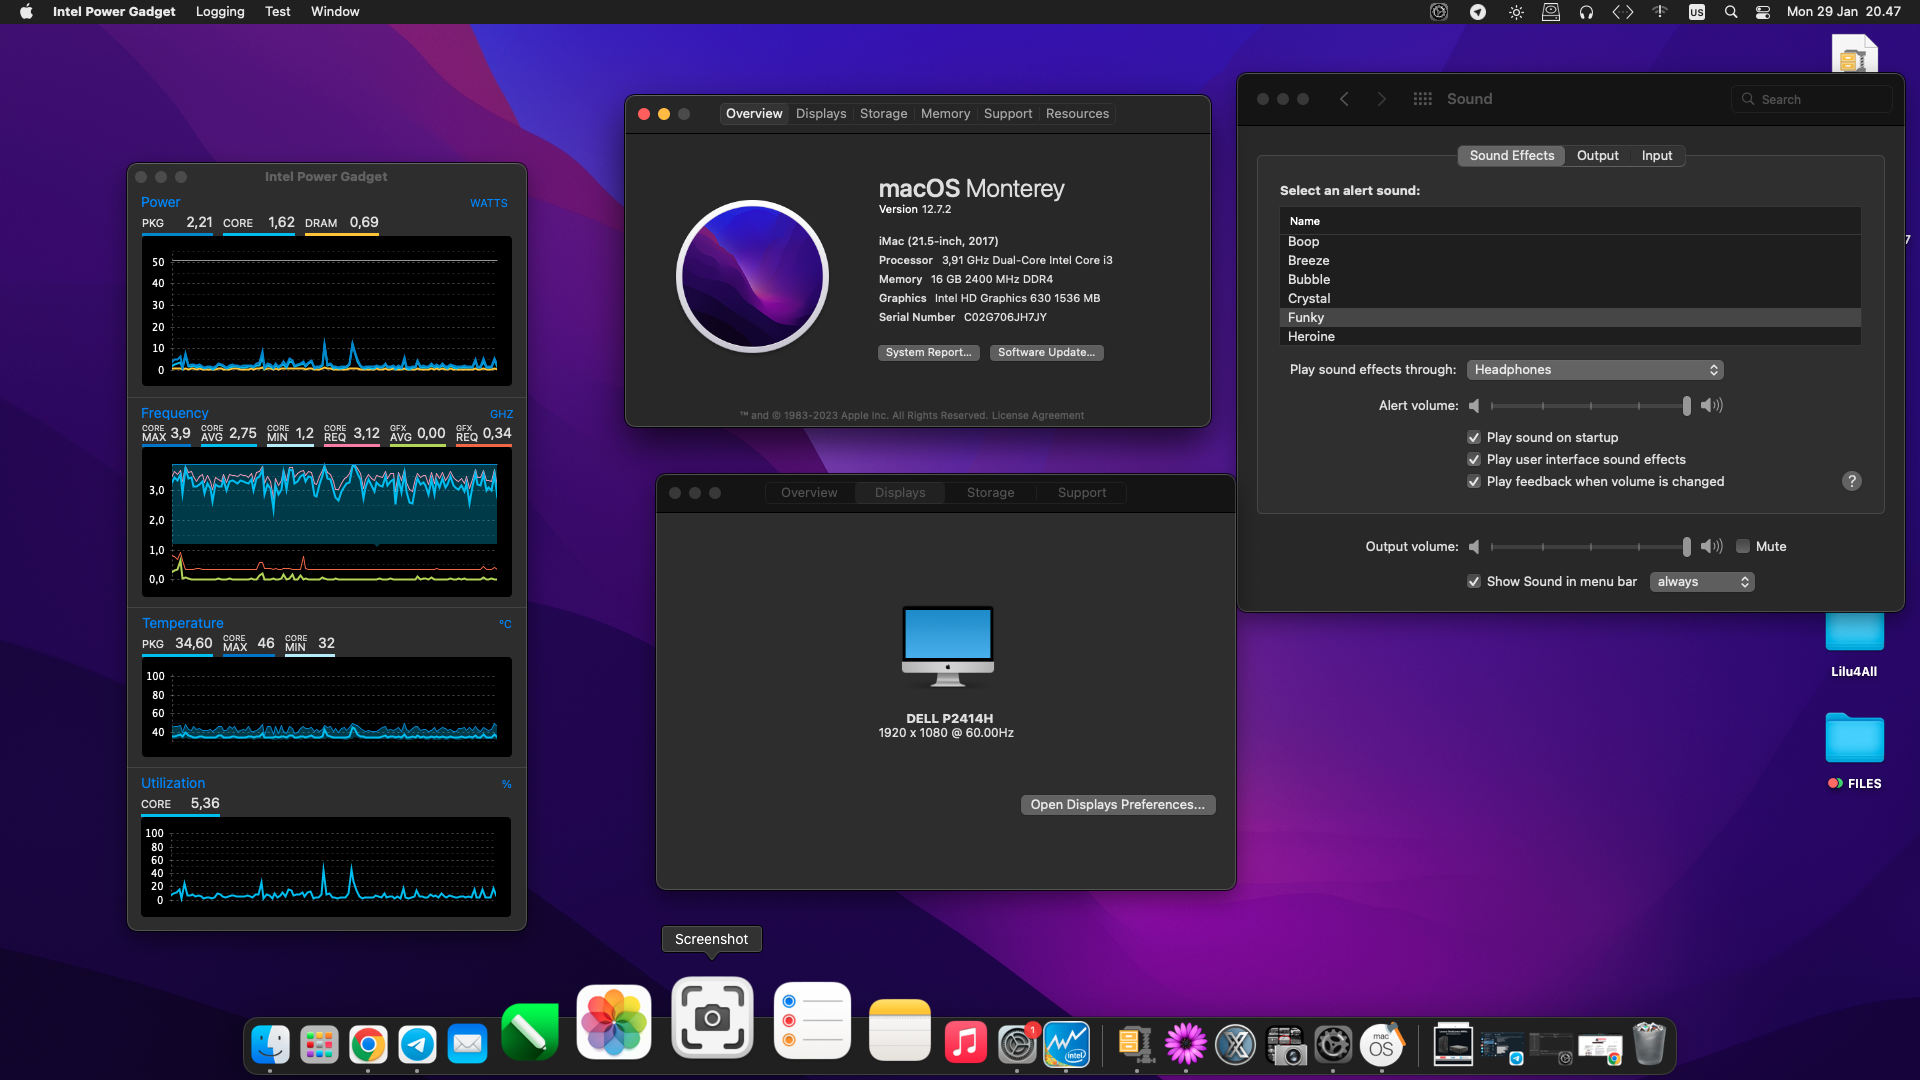 Intel Power Gadget Logging Test Window
US Mon 29 Jan 20.47
Intel Power Gadget
Power WATTS
PKG 2,21 CORE 1,62 DRAM 0,69
50
40
30
20
10
0
Frequency GHZ
CORE MAX 3,9 CORE AVG 2,75 CORE MIN 1,2 CORE REQ 3,12 GFX AVG 0,00 GFX REQ 0,34
3,0
2,0
1,0
0,0
Temperature °C
PKG 34,60 CORE MAX 46 CORE MIN 32
100
80
60
40
Utilization %
CORE 5,36
100
80
60
40
20
0
Overview Displays Storage Memory Support Resources
macOS Monterey
Version 12.7.2
iMac (21.5-inch, 2017)
Processor 3,91 GHz Dual-Core Intel Core i3
Memory 16 GB 2400 MHz DDR4
Graphics Intel HD Graphics 630 1536 MB
Serial Number C02G706JH7JY
System Report... Software Update...
™ and © 1983-2023 Apple Inc. All Rights Reserved. License Agreement
Overview Displays Storage Support
DELL P2414H
1920 x 1080 @ 60.00Hz
Open Displays Preferences...
Sound Search
Sound Effects Output Input
Select an alert sound:
Name
Boop
Breeze
Bubble
Crystal
Funky
Heroine
Play sound effects through: Headphones
Alert volume:
Play sound on startup
Play user interface sound effects
Play feedback when volume is changed
?
Output volume: Mute
Show Sound in menu bar always
7
Lilu4All
FILES
Screenshot
1
intel
mac
OS